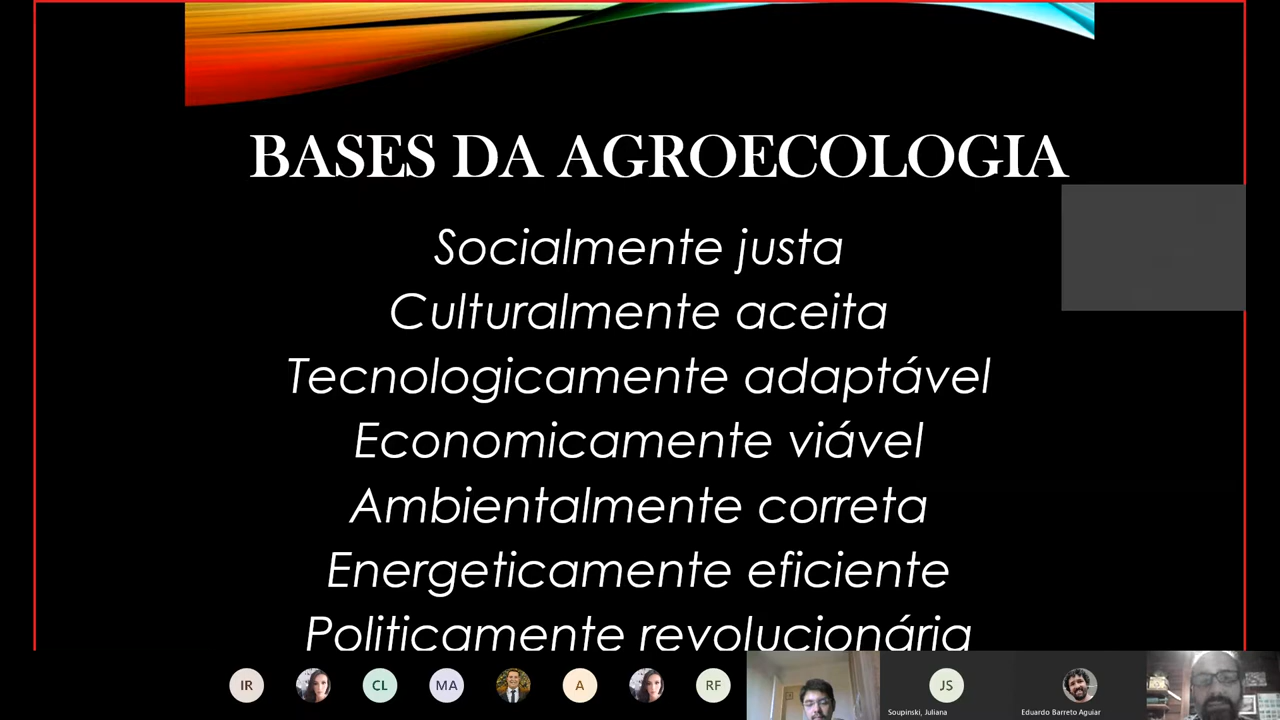 BASES DA AGROECOLOGIA
Socialmente justa
Culturalmente aceita
Tecnologicamente adaptável
Economicamente viável
Ambientalmente correta
Energeticamente eficiente
Politicamente revolucionária
IR
CL
MA
A
RF
JS
Soupinski, Juliana
Eduardo Barreto Aguiar